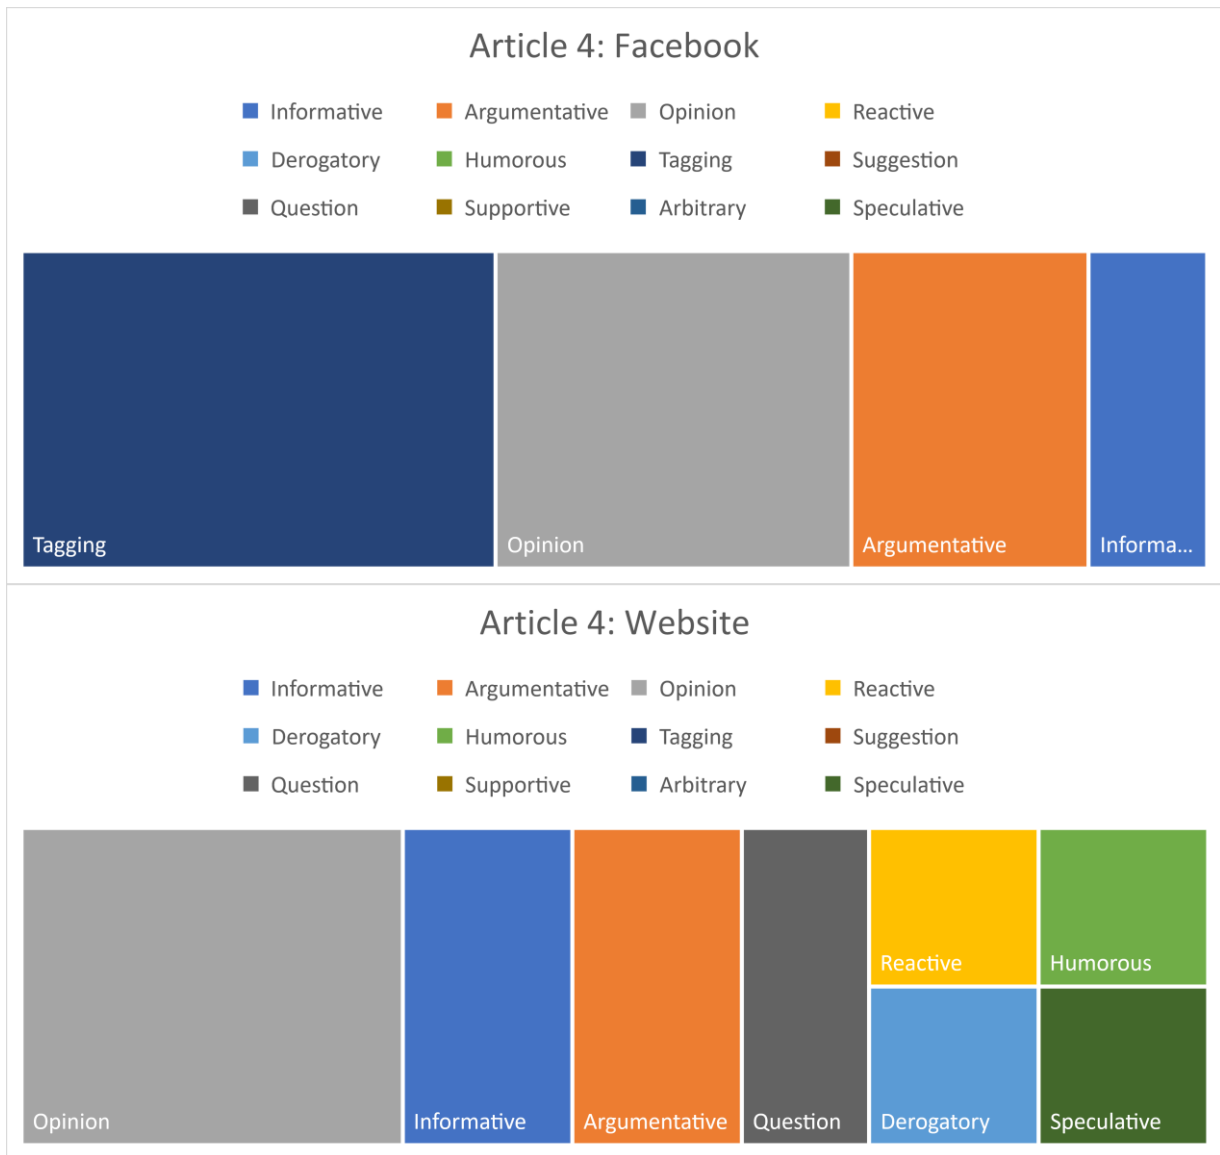 Article 4: Facebook
Informative Argumentative Opinion Reactive
Derogatory Humorous Tagging Suggestion
Question Supportive Arbitrary Speculative
Tagging Opinion Argumentative Informa...
Article 4: Website
Informative Argumentative Opinion Reactive
Derogatory Humorous Tagging Suggestion
Question Supportive Arbitrary Speculative
Reactive Humorous
Opinion Informative Argumentative Question Derogatory Speculative